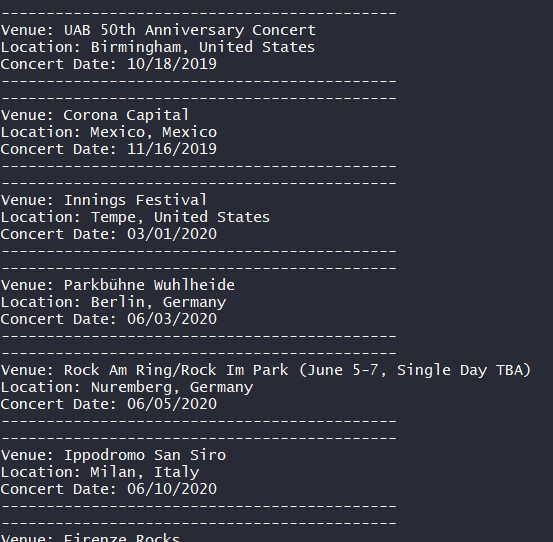 --------------------------------------------
Venue: UAB 50th Anniversary Concert
Location: Birmingham, United States
Concert Date: 10/18/2019
--------------------------------------------
--------------------------------------------
Venue: Corona Capital
Location: Mexico, Mexico
Concert Date: 11/16/2019
--------------------------------------------
--------------------------------------------
Venue: Innings Festival
Location: Tempe, United States
Concert Date: 03/01/2020
--------------------------------------------
--------------------------------------------
Venue: Parkbühne Wuhlheide
Location: Berlin, Germany
Concert Date: 06/03/2020
--------------------------------------------
--------------------------------------------
Venue: Rock Am Ring/Rock Im Park (June 5-7, Single Day TBA)
Location: Nuremberg, Germany
Concert Date: 06/05/2020
--------------------------------------------
--------------------------------------------
Venue: Ippodromo San Siro
Location: Milan, Italy
Concert Date: 06/10/2020
--------------------------------------------
--------------------------------------------
Venue: Firenze Rocks